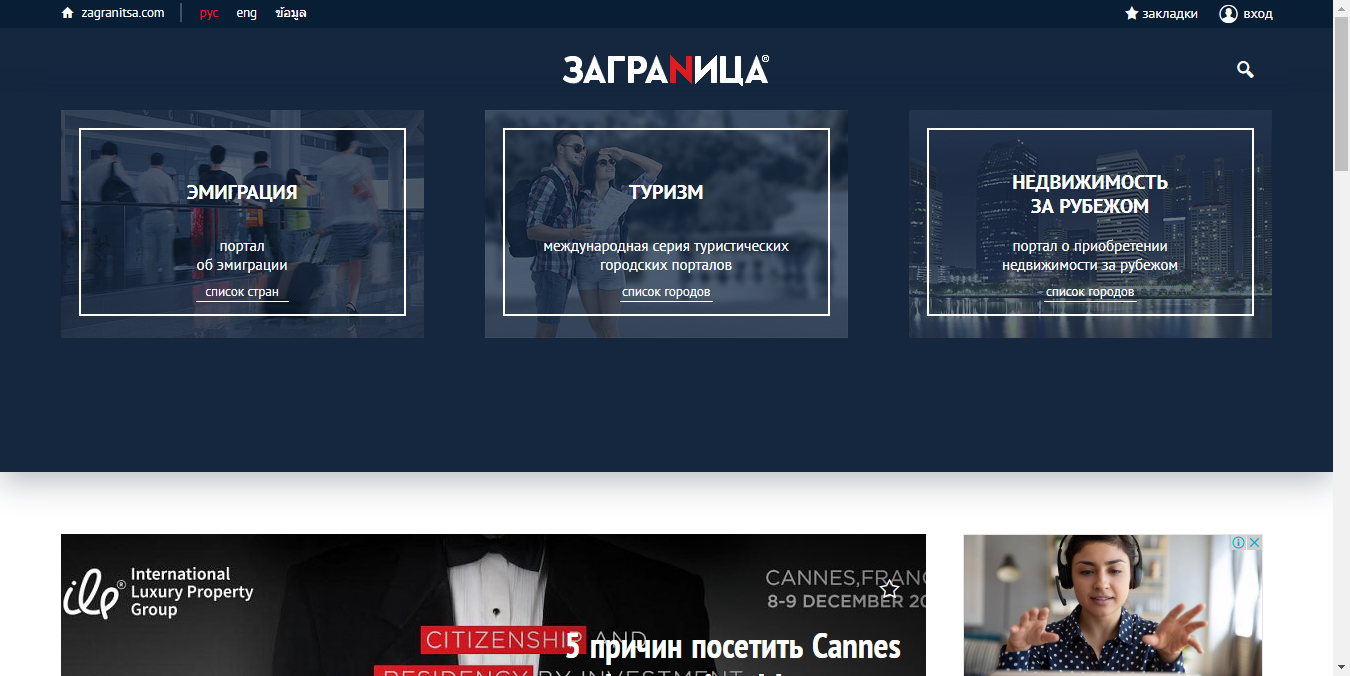 zagranitsa.com
рус
eng
ข้อมูล
закладки
вход
ЗАГРАNИЦА®
ЭМИГРАЦИЯ
портал
об эмиграции
список стран
ТУРИЗМ
международная серия туристических
городских порталов
список городов
НЕДВИЖИМОСТЬ
ЗА РУБЕЖОМ
портал о приобретении
недвижимости за рубежом
список городов
ilp®
International
Luxury Property
Group
CANNES,FRANC
8-9 DECEMBER 20
CITIZENSHIP AND
5 причин посетить Cannes
RESIDENCY BY INVESTMENT